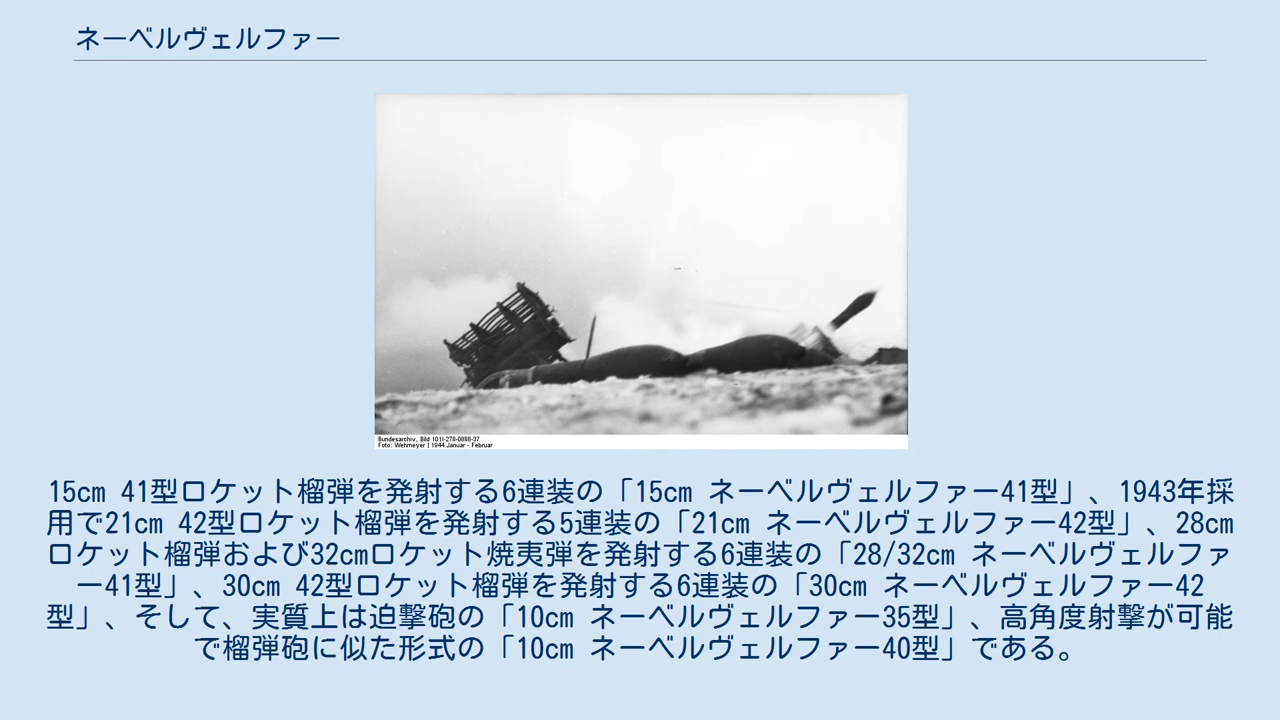 ネーベルヴェルファー
Bundesarchiv, Bild 101I-278-0888-37
Foto: Wehmeyer | 1944 Januar - Februar
15cm 41型ロケット榴弾を発射する6連装の「15cm ネーベルヴェルファー41型」、1943年採
用で21cm 42型ロケット榴弾を発射する5連装の「21cm ネーベルヴェルファー42型」、28cm
ロケット榴弾および32cmロケット焼夷弾を発射する6連装の「28/32cm ネーベルヴェルファ
ー41型」、30cm 42型ロケット榴弾を発射する6連装の「30cm ネーベルヴェルファー42
型」、そして、実質上は迫撃砲の「10cm ネーベルヴェルファー35型」、高角度射撃が可能
で榴弾砲に似た形式の「10cm ネーベルヴェルファー40型」である。